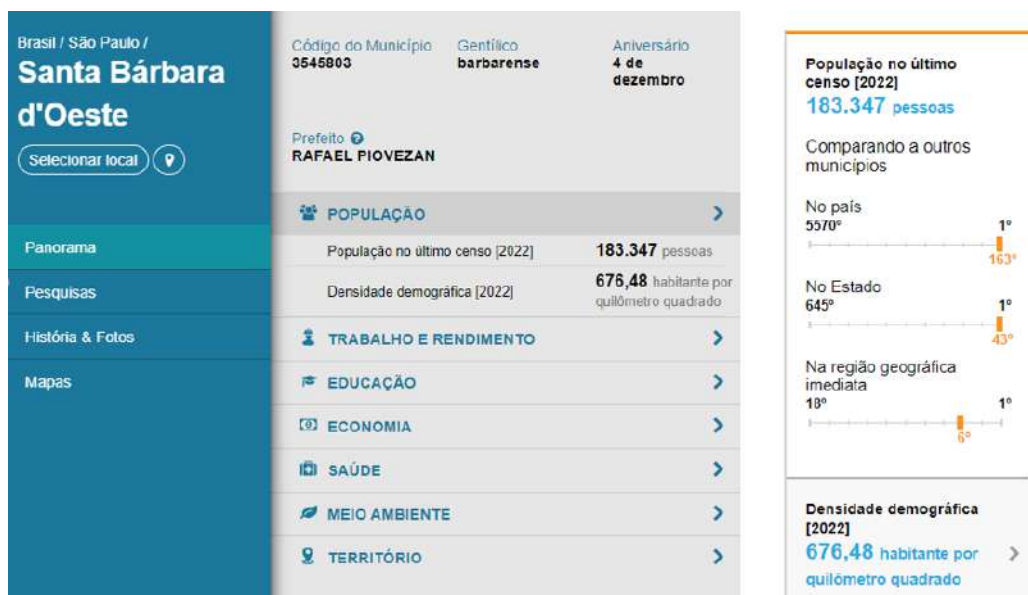 Brasil / São Paulo /
Santa Bárbara
d'Oeste
Selecionar local
Panorama
Pesquisas
História & Fotos
Mapas
Código do Município
3545803
Gentílico
barbarense
Aniversário
4 de
dezembro
Prefeito
RAFAEL PIOVEZAN
POPULAÇÃO
População no último censo [2022] 183.347 pessoas
Densidade demográfica [2022] 676,48 habitante por
quilômetro quadrado
TRABALHO E RENDIMENTO
EDUCAÇÃO
ECONOMIA
SAÚDE
MEIO AMBIENTE
TERRITÓRIO
População no último
censo [2022]
183.347 pessoas
Comparando a outros
municípios
No país
5570º 1º
163º
No Estado
645º 1º
43º
Na região geográfica
imediata
18º 1º
6º
Densidade demográfica
[2022]
676,48 habitante por
quilômetro quadrado